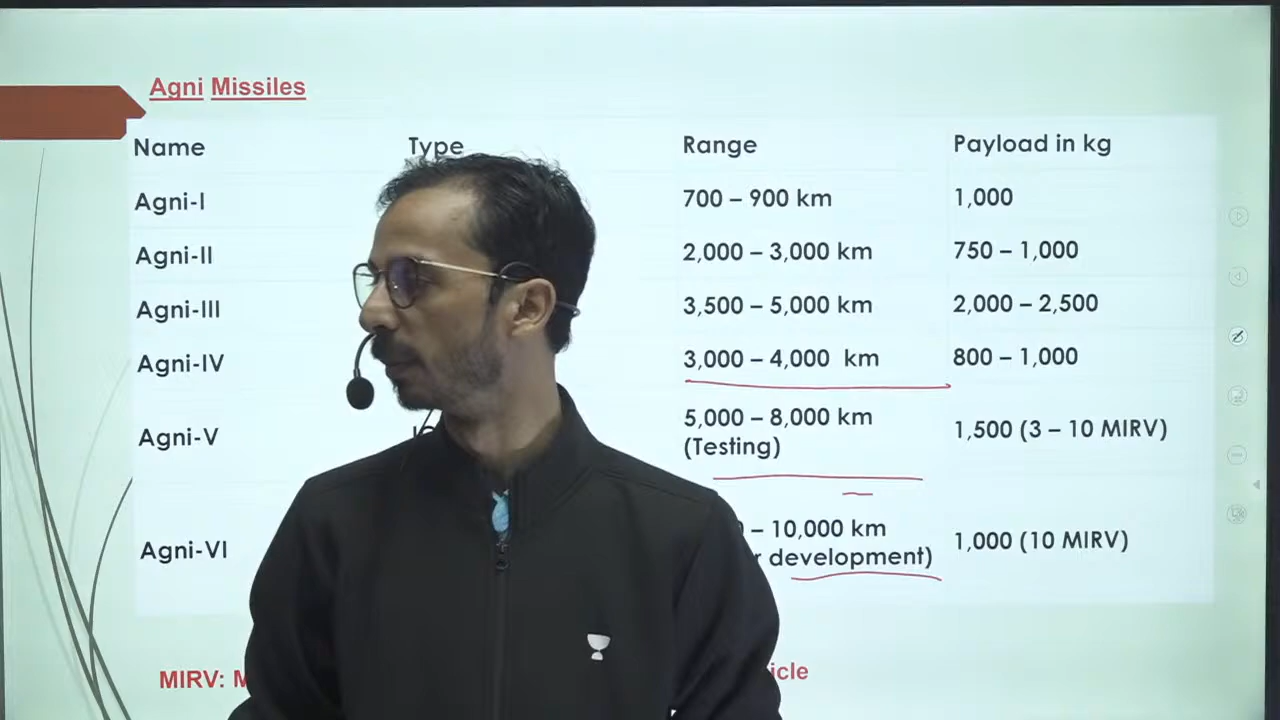 Agni Missiles
Name Type Range Payload in kg
Agni-I 700 – 900 km 1,000
Agni-II 2,000 – 3,000 km 750 – 1,000
Agni-III 3,500 – 5,000 km 2,000 – 2,500
Agni-IV 3,000 – 4,000 km 800 – 1,000
Agni-V 5,000 – 8,000 km 1,500 (3 – 10 MIRV)
(Testing)
Agni-VI – 10,000 km 1,000 (10 MIRV)
development)
MIRV: